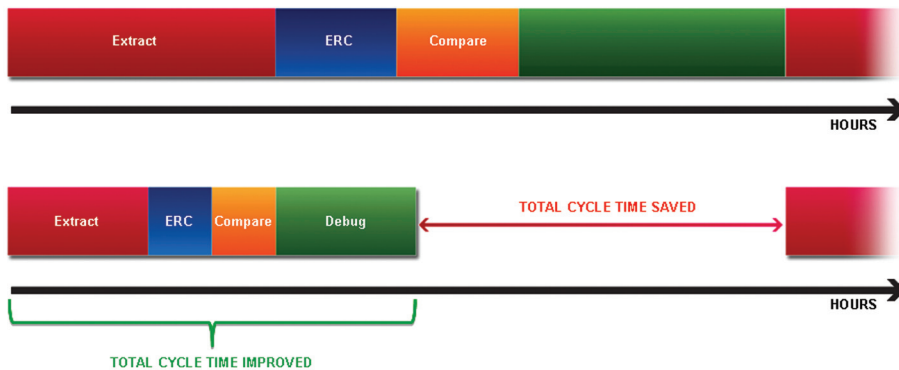 Extract ERC Compare
HOURS
Extract ERC Compare Debug
TOTAL CYCLE TIME SAVED
HOURS
TOTAL CYCLE TIME IMPROVED